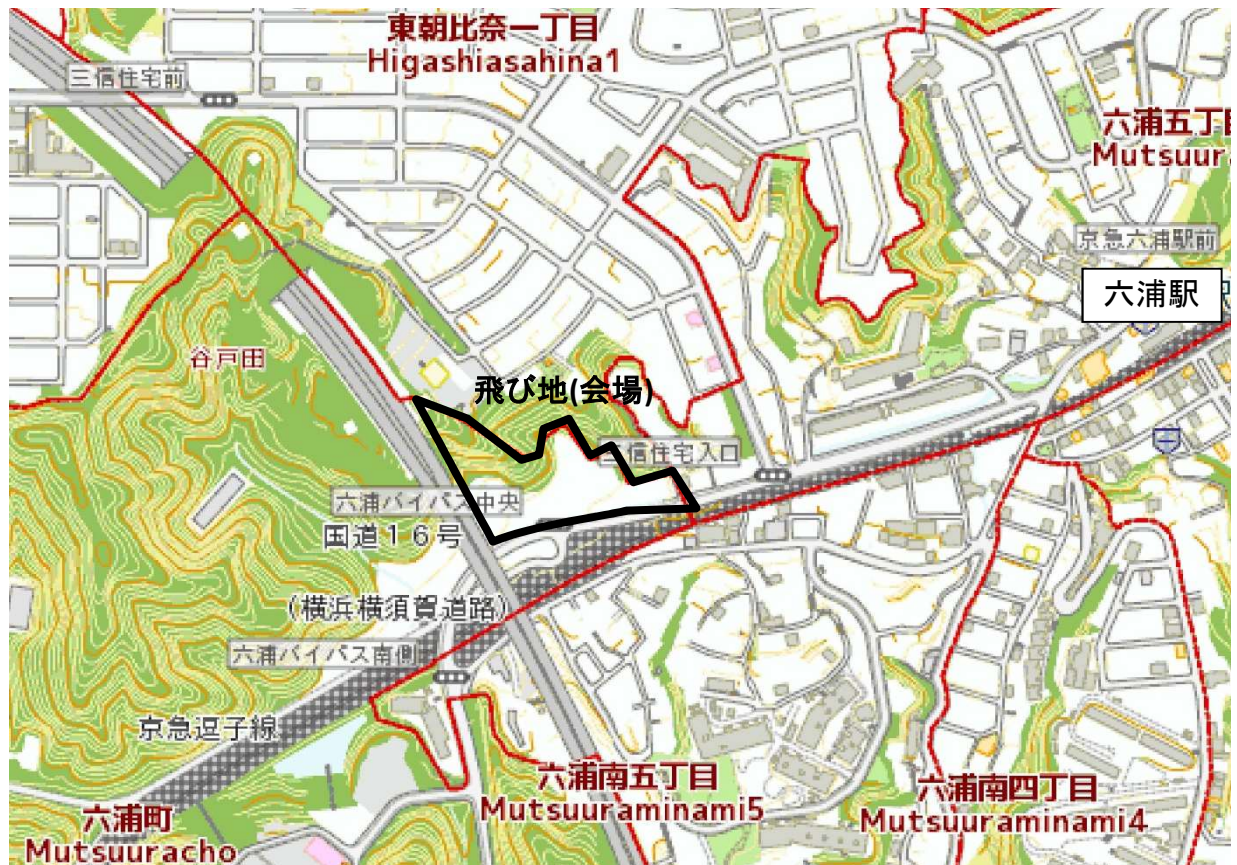 東朝比奈一丁目
Higashiasahina1
三信住宅前
六浦五丁
Mutsuur
京急六浦駅前
六浦駅
谷戸田
飛び地(会場)
三信住宅入口
六浦バイパス中央
国道16号
(横浜横須賀道路)
六浦バイパス南側
京急逗子線
六浦南五丁目
Mutsuuraminami5
六浦南四丁目
Mutsuuraminami4
六浦町
Mutsuuracho